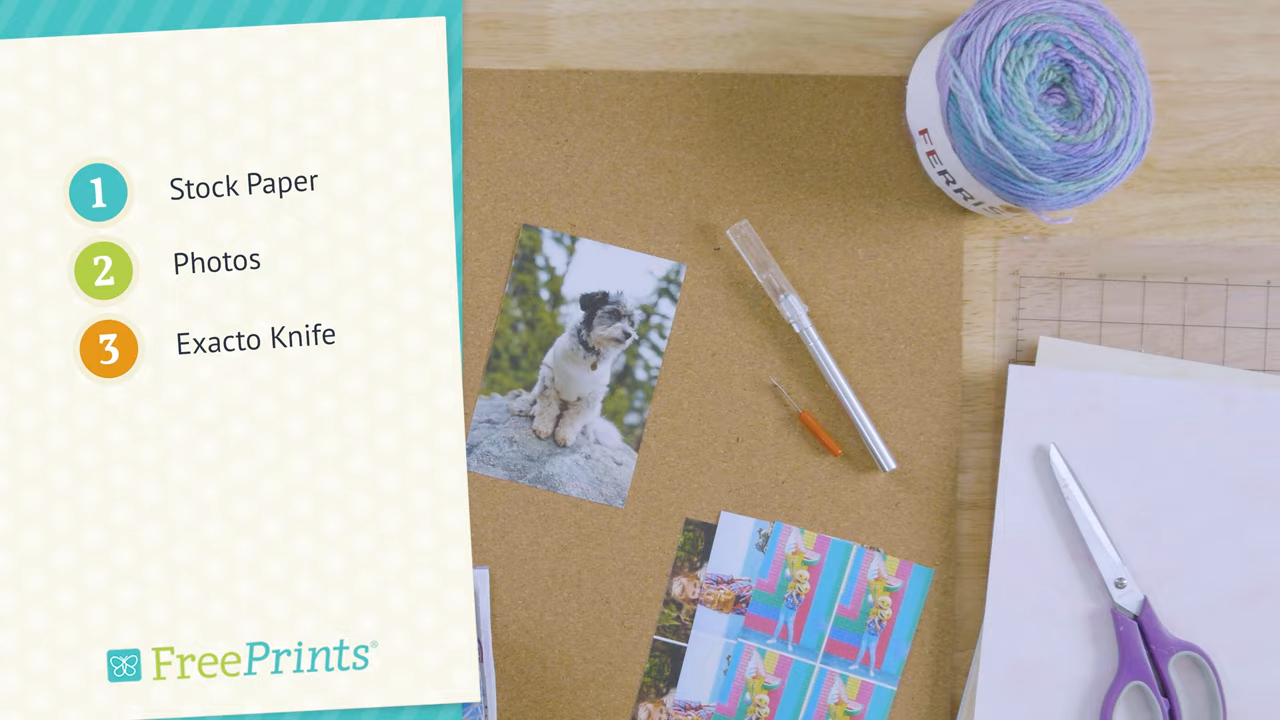 1 Stock Paper
2 Photos
3 Exacto Knife
FreePrints®
FERRIS